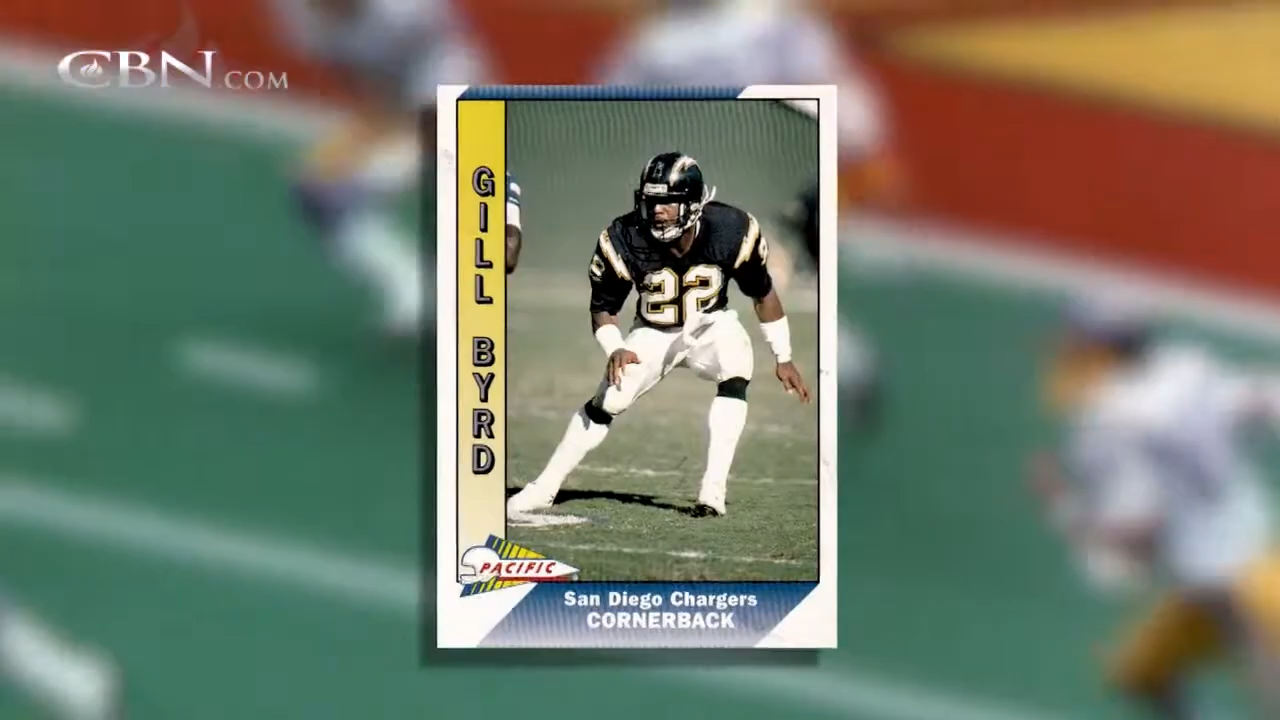 CBN.COM
GILL BYRD
22
PACIFIC
San Diego Chargers
CORNERBACK